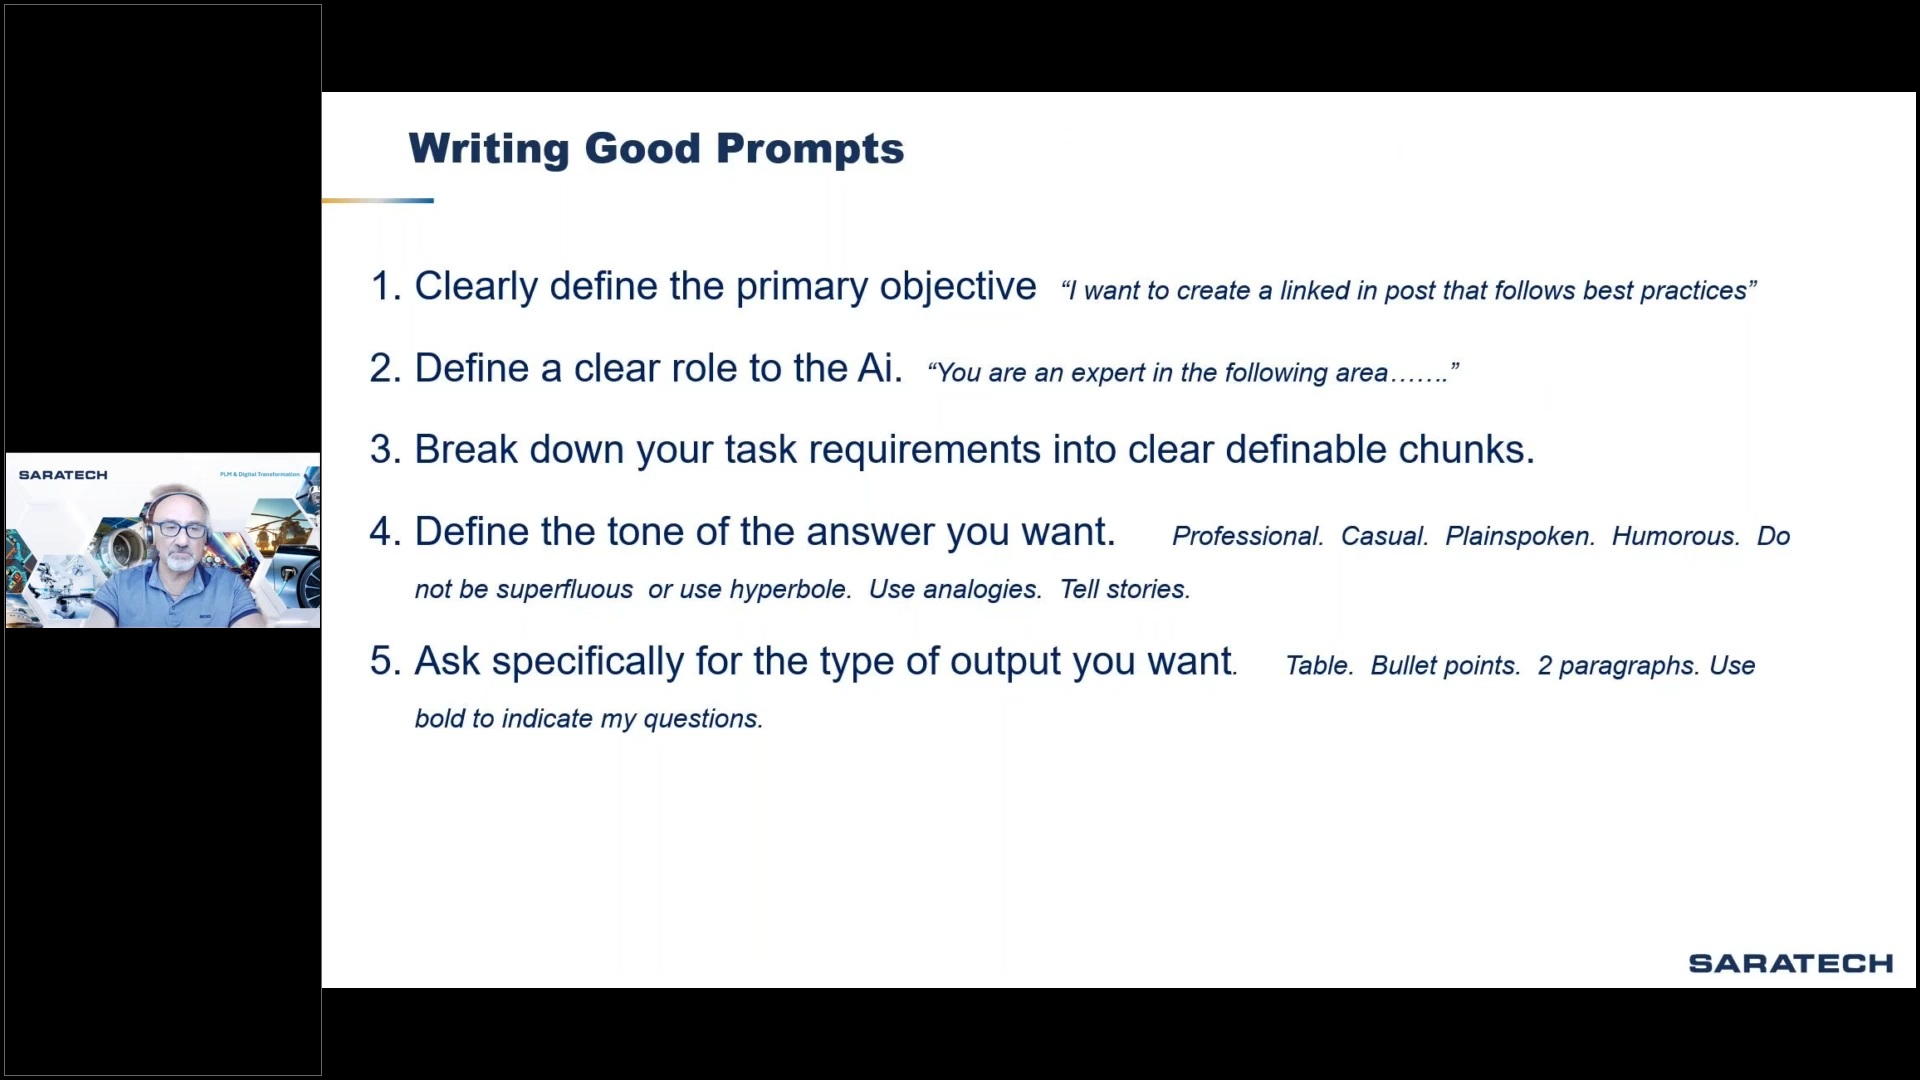 Writing Good Prompts
1. Clearly define the primary objective “I want to create a linked in post that follows best practices”
2. Define a clear role to the Ai. “You are an expert in the following area…….”
3. Break down your task requirements into clear definable chunks.
4. Define the tone of the answer you want. Professional. Casual. Plainspoken. Humorous. Do
not be superfluous or use hyperbole. Use analogies. Tell stories.
5. Ask specifically for the type of output you want. Table. Bullet points. 2 paragraphs. Use
bold to indicate my questions.
SARATECH
PLM & Digital Transformation
SARATECH